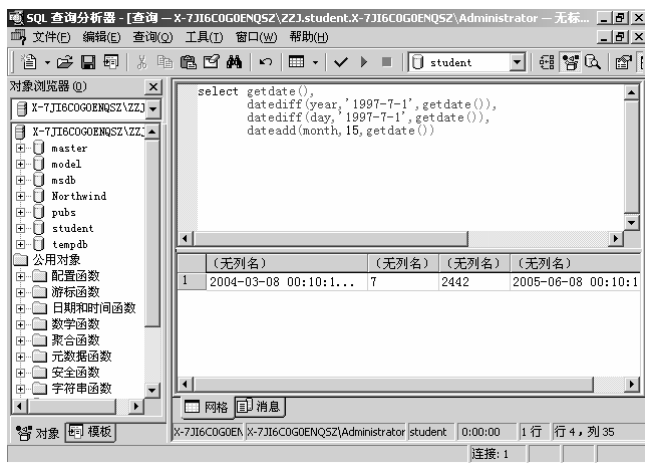 SQL 查询分析器 - [查询 — X-7JI6C0G0ENQSZ\ZZJ.student.X-7JI6C0G0ENQSZ\Administrator — 无标...
文件(F) 编辑(E) 查询(Q) 工具(T) 窗口(W) 帮助(H)
student
对象浏览器(O)
X-7JI6C0G0ENQSZ\ZZJ
X-7JI6C0G0ENQSZ\ZZJ
master
model
msdb
Northwind
pubs
student
tempdb
公用对象
配置函数
游标函数
日期和时间函数
数学函数
聚合函数
元数据函数
安全函数
字符串函数
对象 模板
select getdate(),
datediff(year,'1997-7-1',getdate()),
datediff(day,'1997-7-1',getdate()),
dateadd(month,15,getdate())
(无列名) (无列名) (无列名) (无列名)
1 2004-03-08 00:10:1... 7 2442 2005-06-08 00:10:1
网格 消息
X-7JI6C0G0EN X-7JI6C0G0ENQSZ\Administrator student 0:00:00 1行 行 4，列 35
连接: 1